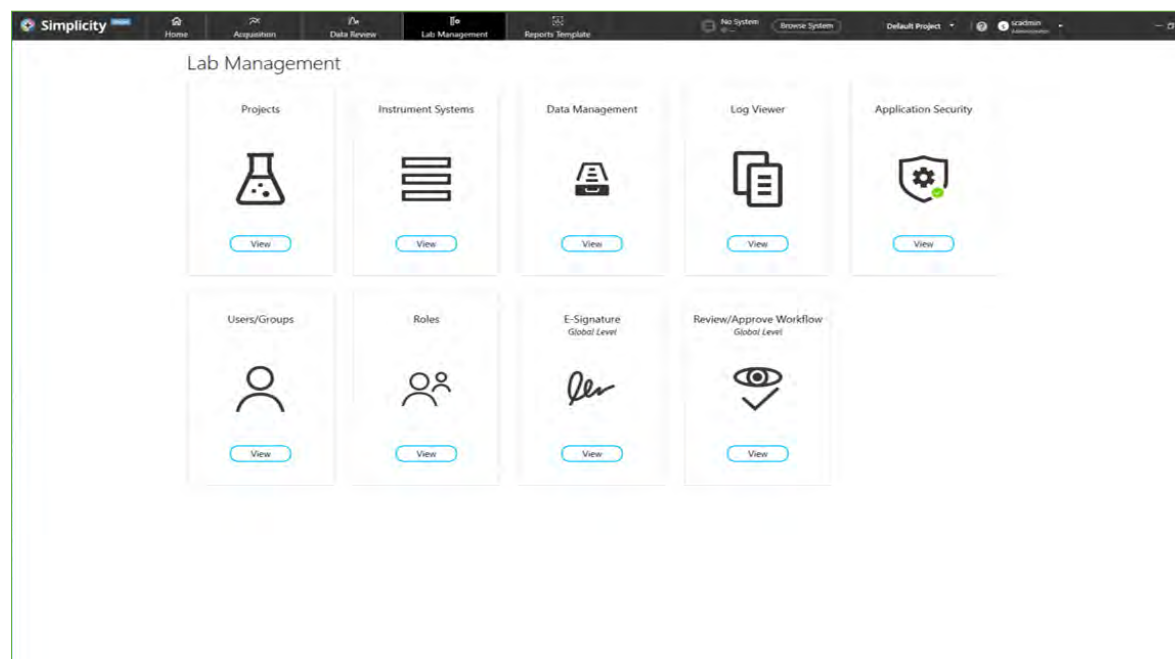 Simplicity
Home
Acquisition
Data Review
Lab Management
Reports Template
No System
Browse System
Default Project
scadmin
Administrator
Lab Management
Projects
Instrument Systems
Data Management
Log Viewer
Application Security
View
View
View
View
View
Users/Groups
Roles
E-Signature
Global Level
Review/Approve Workflow
Global Level
View
View
View
View